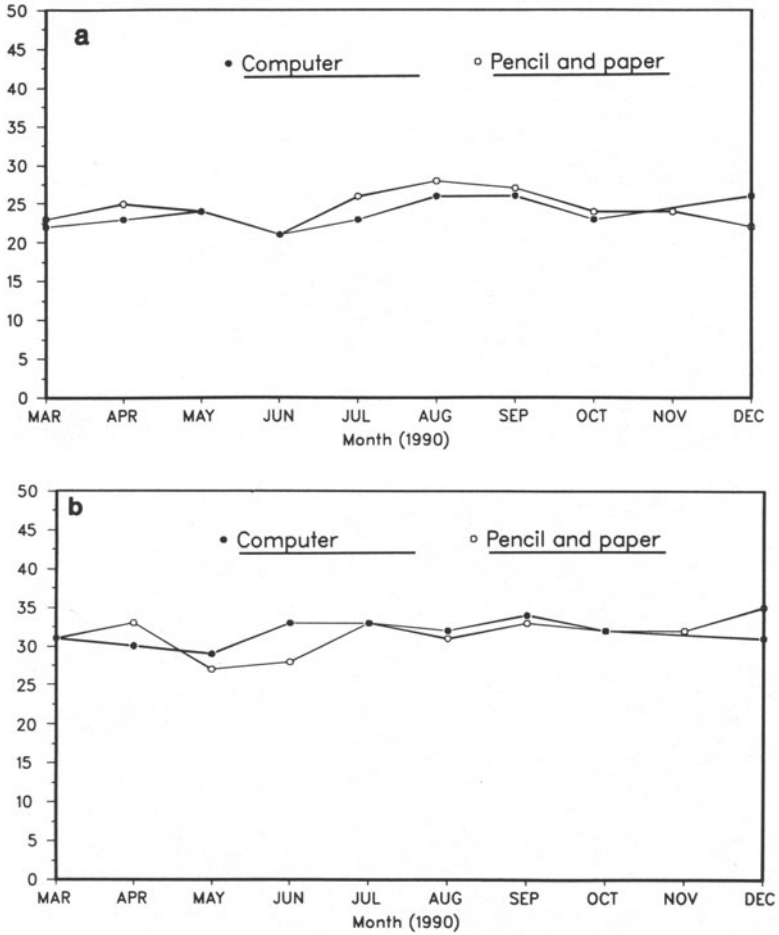 50
a
45
• Computer
○ Pencil and paper
40
35
30
25
20
15
10
5
0
MAR APR MAY JUN JUL AUG SEP OCT NOV DEC
Month (1990)
50
b
45
• Computer
○ Pencil and paper
40
35
30
25
20
15
10
5
0
MAR APR MAY JUN JUL AUG SEP OCT NOV DEC
Month (1990)